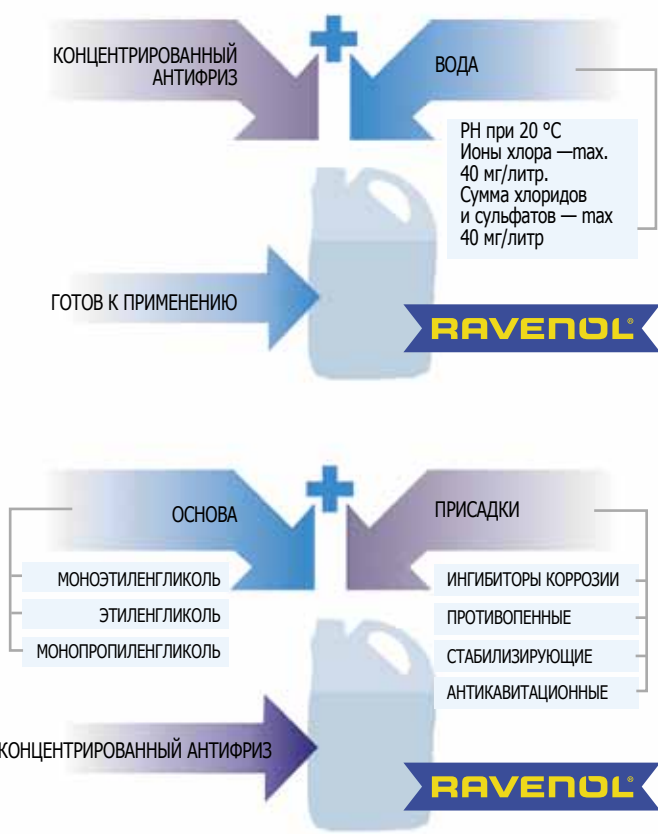 КОНЦЕНТРИРОВАННЫЙ
АНТИФРИЗ
ВОДА
PH при 20 °C
Ионы хлора —max.
40 мг/литр.
Сумма хлоридов
и сульфатов — max
40 мг/литр
ГОТОВ К ПРИМЕНЕНИЮ
RAVENOL®
ОСНОВА
ПРИСАДКИ
МОНОЭТИЛЕНГЛИКОЛЬ
ЭТИЛЕНГЛИКОЛЬ
МОНОПРОПИЛЕНГЛИКОЛЬ
ИНГИБИТОРЫ КОРРОЗИИ
ПРОТИВОПЕННЫЕ
СТАБИЛИЗИРУЮЩИЕ
АНТИКАВИТАЦИОННЫЕ
КОНЦЕНТРИРОВАННЫЙ АНТИФРИЗ
RAVENOL®